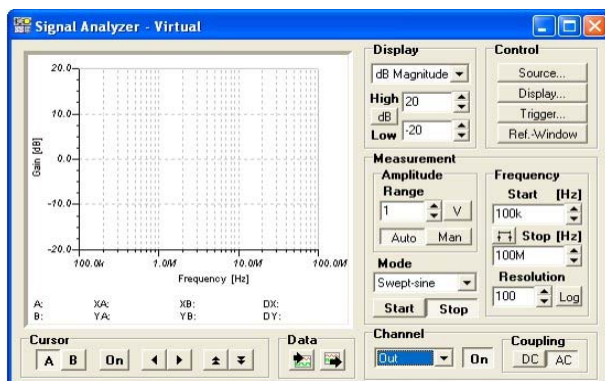 Signal Analyzer - Virtual
20.0
10.0
0.0
-10.0
-20.0
Gain [dB]
100.0k 1.0M 10.0M 100.0M
Frequency [Hz]
A: XA: XB: DX:
B: YA: YB: DY:
Cursor
A B On
Data
Display
dB Magnitude
High 20
dB
Low -20
Control
Source...
Display...
Trigger...
Ref.-Window
Measurement
Amplitude
Range
1 V
Auto Man
Mode
Swept-sine
Start Stop
Frequency
Start [Hz]
100k
Stop [Hz]
100M
Resolution
100 Log
Channel
Out On
Coupling
DC AC